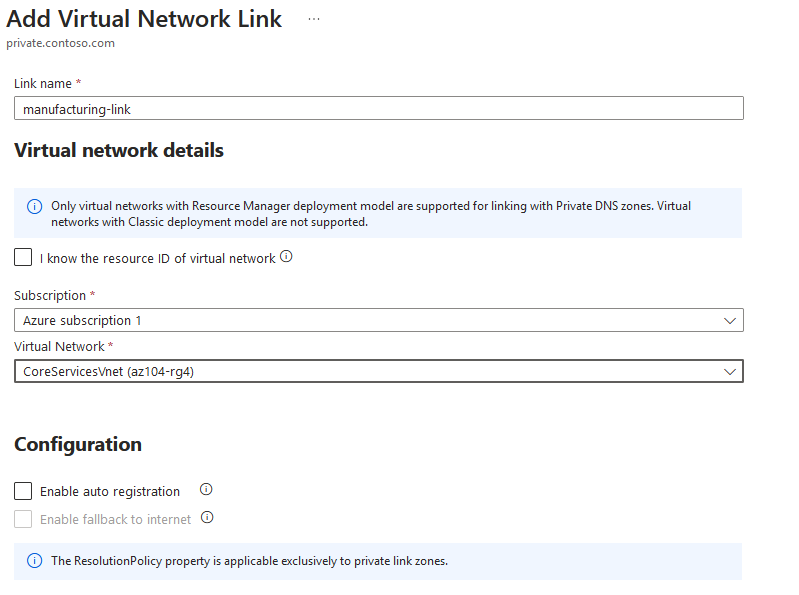 Add Virtual Network Link ...
private.contoso.com
Link name *
manufacturing-link
Virtual network details
Only virtual networks with Resource Manager deployment model are supported for linking with Private DNS zones. Virtual
networks with Classic deployment model are not supported.
I know the resource ID of virtual network
Subscription *
Azure subscription 1
Virtual Network *
CoreServicesVnet (az104-rg4)
Configuration
Enable auto registration
Enable fallback to internet
The ResolutionPolicy property is applicable exclusively to private link zones.